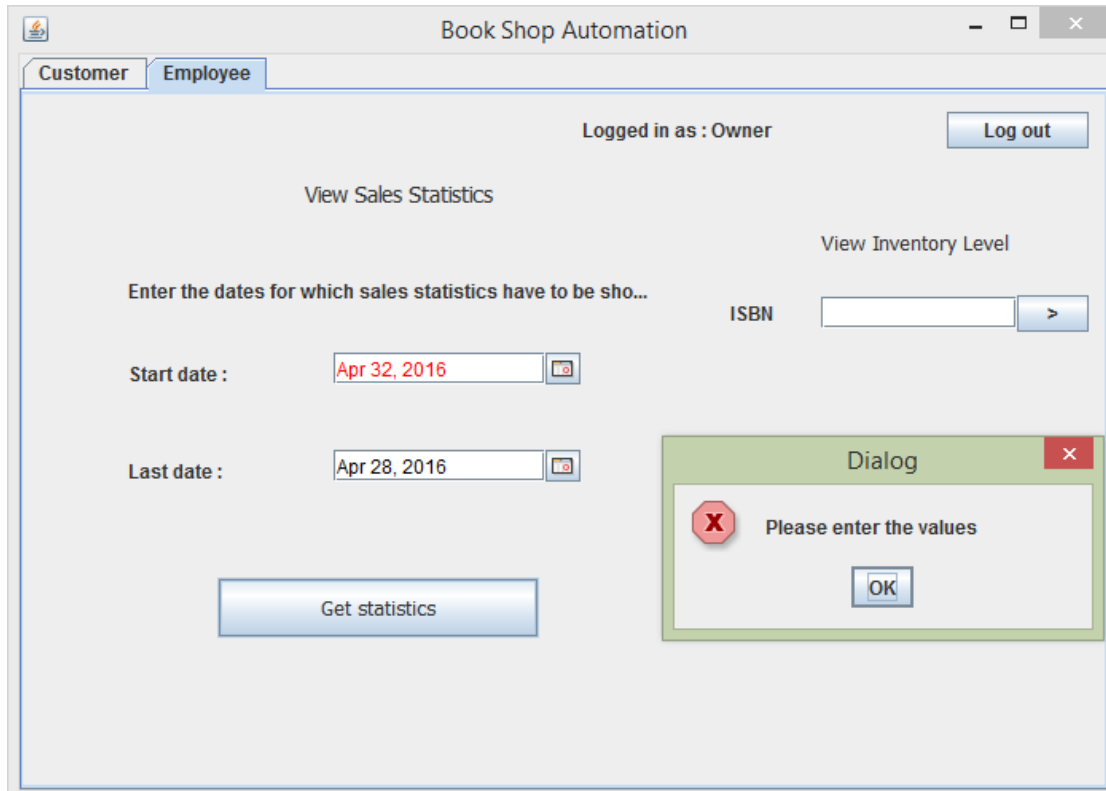 Book Shop Automation
Customer
Employee
Logged in as : Owner
Log out
View Sales Statistics
View Inventory Level
Enter the dates for which sales statistics have to be sho...
ISBN
>
Start date :
Apr 32, 2016
Last date :
Apr 28, 2016
Dialog
Please enter the values
OK
Get statistics